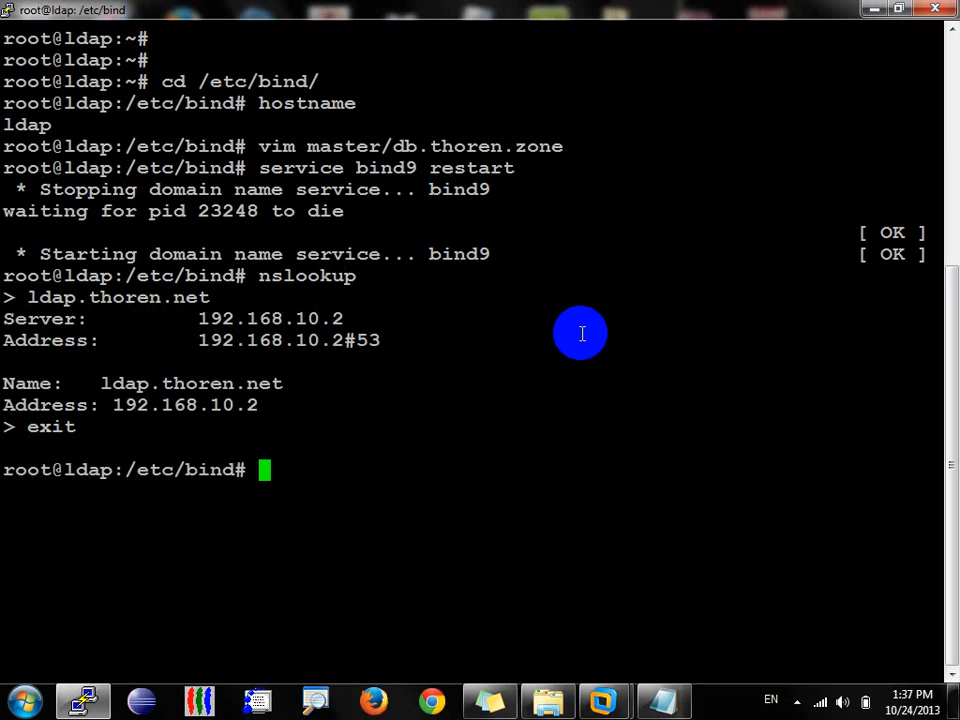 root@ldap: /etc/bind
root@ldap:~#
root@ldap:~#
root@ldap:~# cd /etc/bind/
root@ldap:/etc/bind# hostname
ldap
root@ldap:/etc/bind# vim master/db.thoren.zone
root@ldap:/etc/bind# service bind9 restart
 * Stopping domain name service... bind9
waiting for pid 23248 to die
[ OK ]
 * Starting domain name service... bind9 [ OK ]
root@ldap:/etc/bind# nslookup
> ldap.thoren.net
Server: 192.168.10.2
Address: 192.168.10.2#53
Name: ldap.thoren.net
Address: 192.168.10.2
> exit
root@ldap:/etc/bind#
EN
1:37 PM
10/24/2013